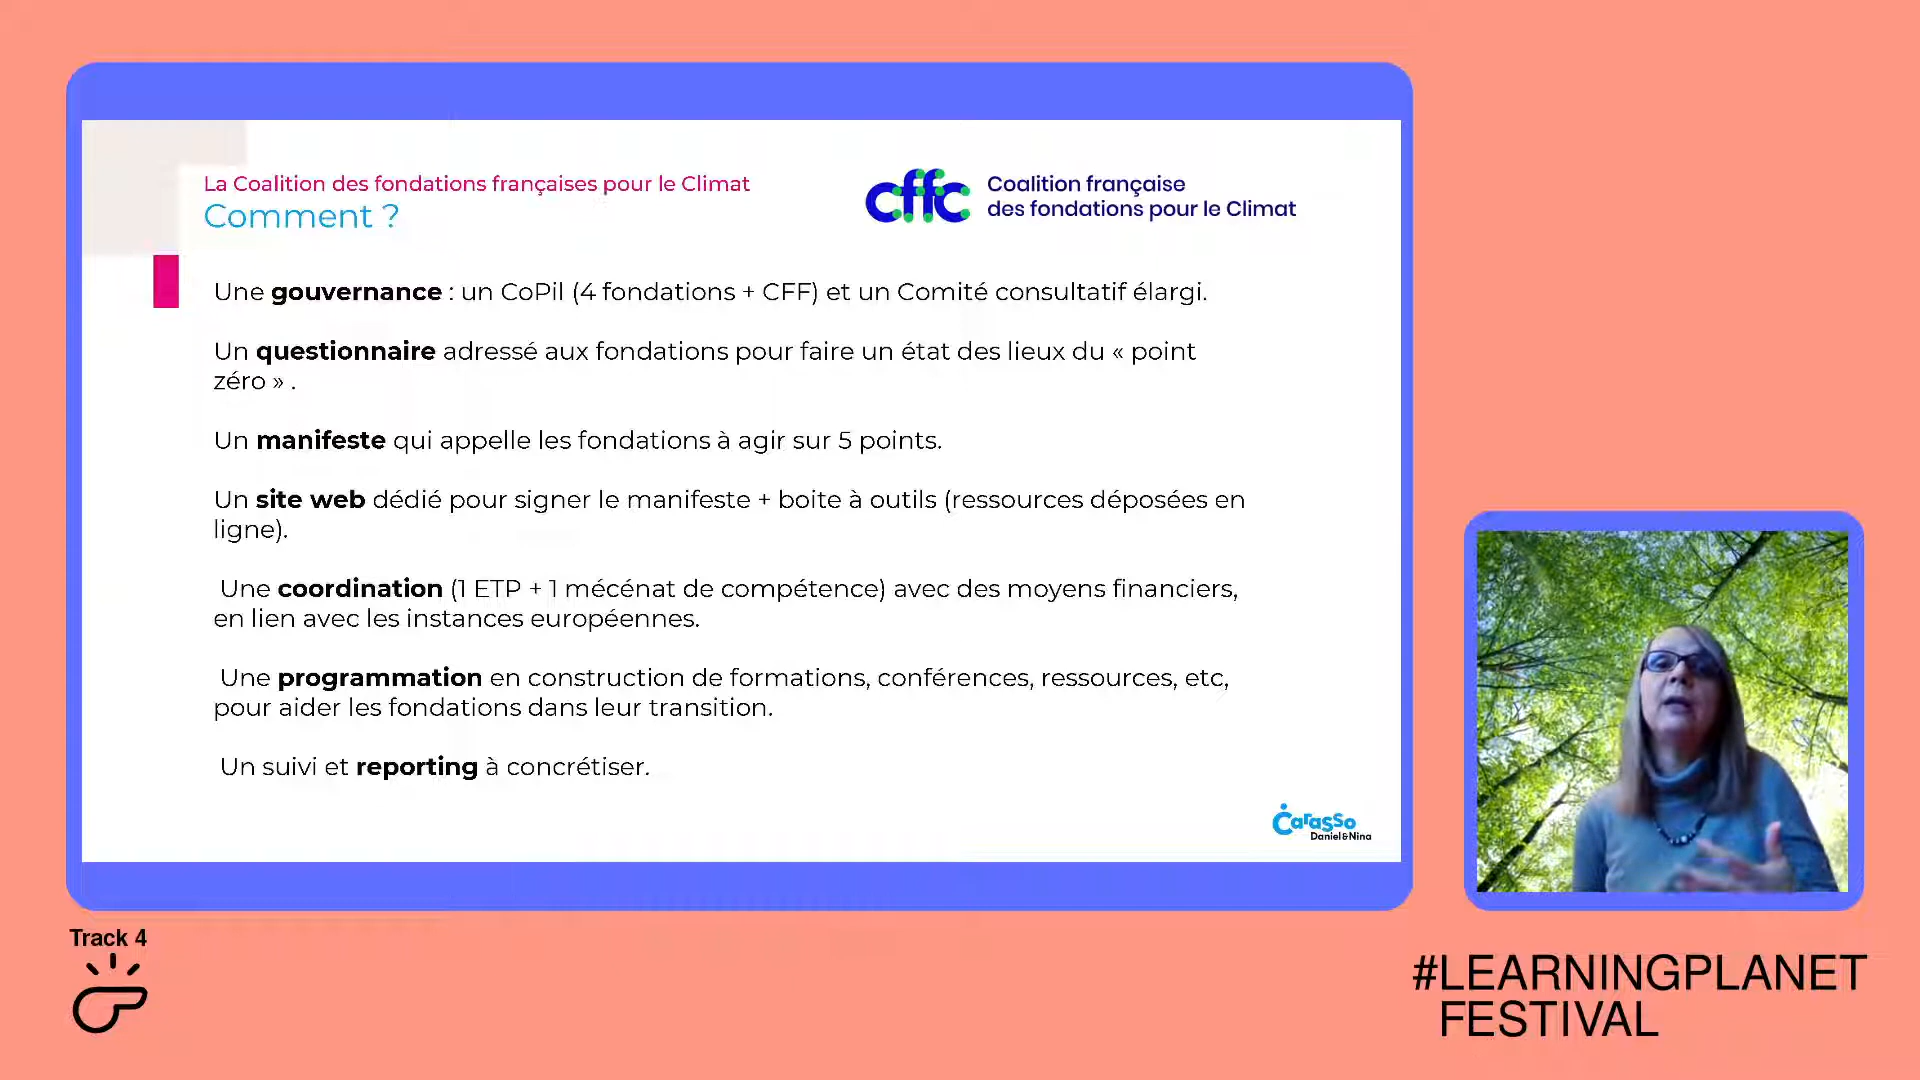 La Coalition des fondations françaises pour le Climat
Comment ?
cffc
Coalition française
des fondations pour le Climat
Une gouvernance : un CoPil (4 fondations + CFF) et un Comité consultatif élargi.
Un questionnaire adressé aux fondations pour faire un état des lieux du « point
zéro » .
Un manifeste qui appelle les fondations à agir sur 5 points.
Un site web dédié pour signer le manifeste + boite à outils (ressources déposées en
ligne).
Une coordination (1 ETP + 1 mécénat de compétence) avec des moyens financiers,
en lien avec les instances européennes.
Une programmation en construction de formations, conférences, ressources, etc,
pour aider les fondations dans leur transition.
Un suivi et reporting à concrétiser.
Carasso
Daniel&Nina
Track 4
#LEARNINGPLANET
FESTIVAL